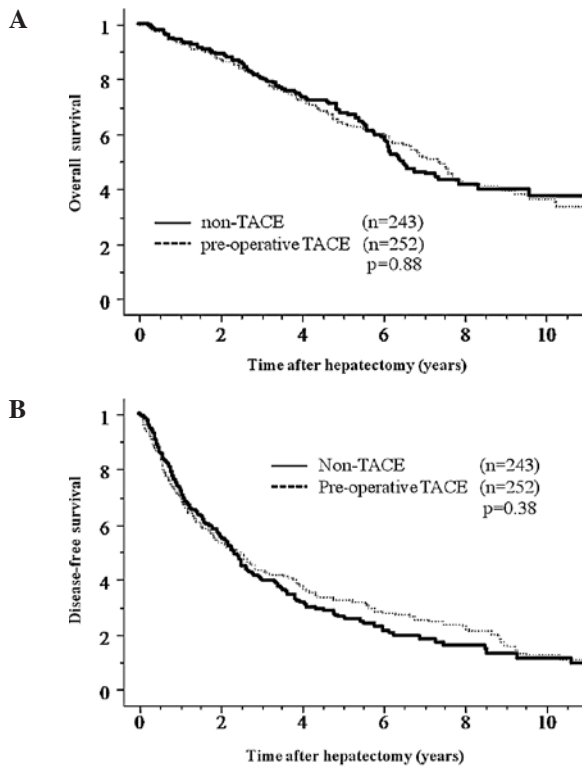 A
Overall survival
1
8
6
4
2
0
non-TACE (n=243)
pre-operative TACE (n=252)
p=0.88
0 2 4 6 8 10
Time after hepatectomy (years)
B
Disease-free survival
1
8
6
4
2
0
Non-TACE (n=243)
Pre-operative TACE (n=252)
p=0.38
0 2 4 6 8 10
Time after hepatectomy (years)